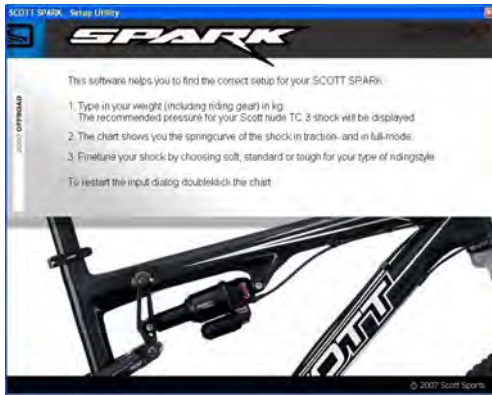 SCOTT SPARK Setup Utility
SPARK
This software helps you to find the correct setup for your SCOTT SPARK.
1. Type in your weight (including riding gear) in kg.
The recommended pressure for your Scott nude TC 3 shock will be displayed.
2. The chart shows you the springcurve of the shock in traction- and in full-mode.
3. Finetune your shock by choosing soft, standard or tough for your type of ridingstyle.
To restart the input dialog doubleklick the chart
2007 OFFROAD
SCOTT
© 2007 Scott Sports